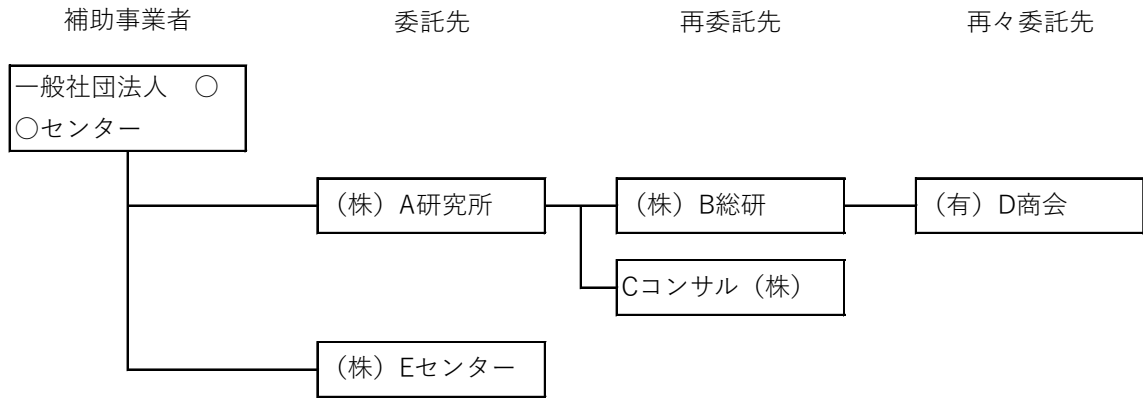 補助事業者
委託先
再委託先
再々委託先
一般社団法人　○
○センター
（株）A研究所
（株）B総研
（有）D商会
Cコンサル（株）
（株）Eセンター